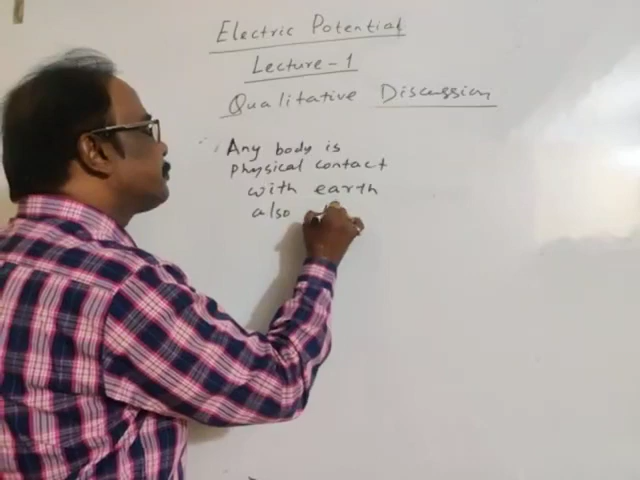 Electric Potential
Lecture-1
Qualitative Discussion
Any body is
physical contact
with earth
also